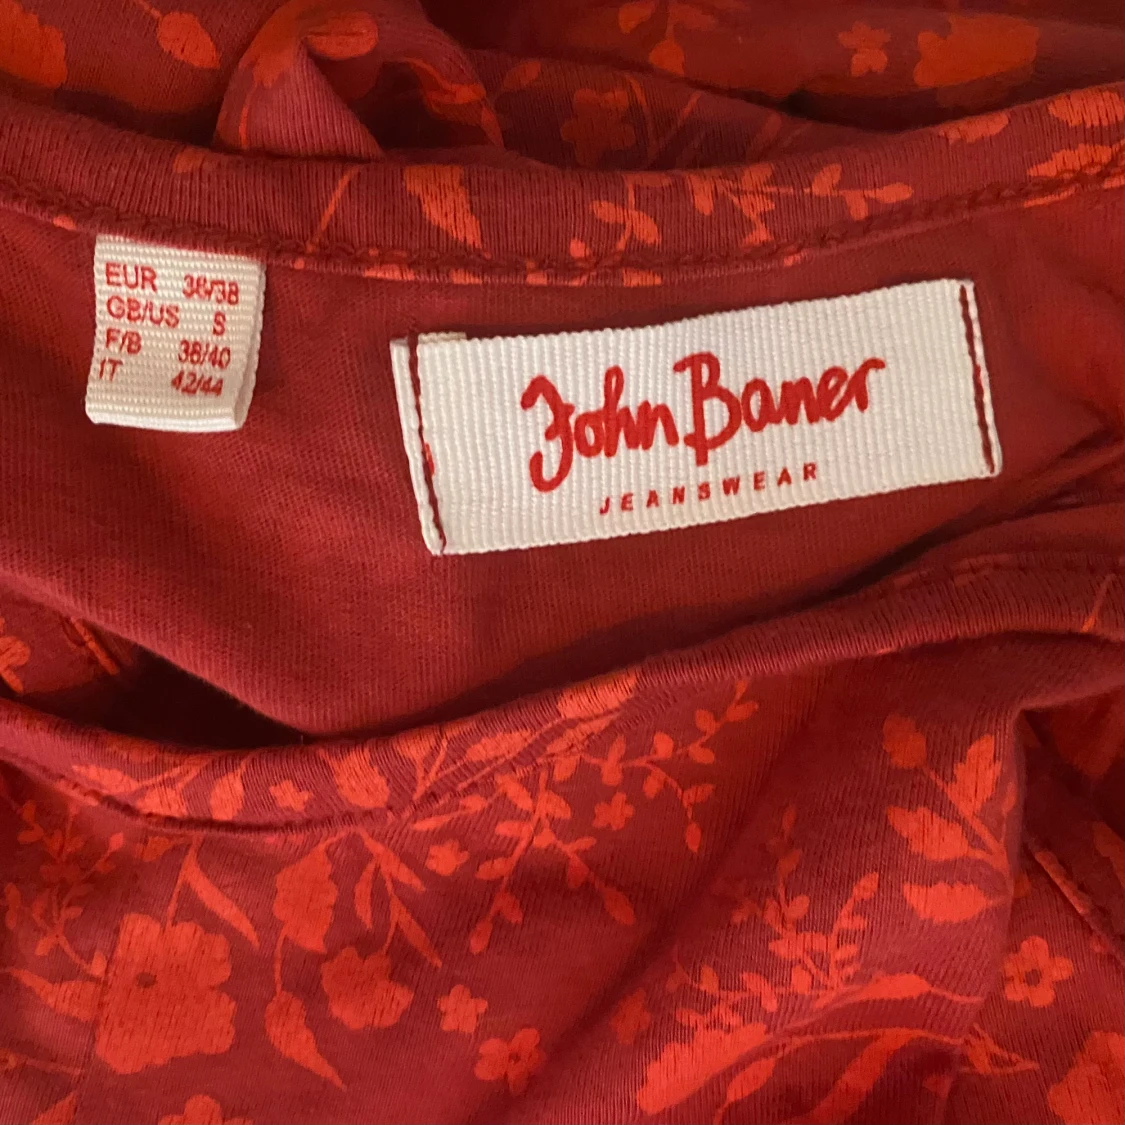 EUR 36/38
GB/US S
F/B 38/40
IT 42/44
John Baner
JEANSWEAR